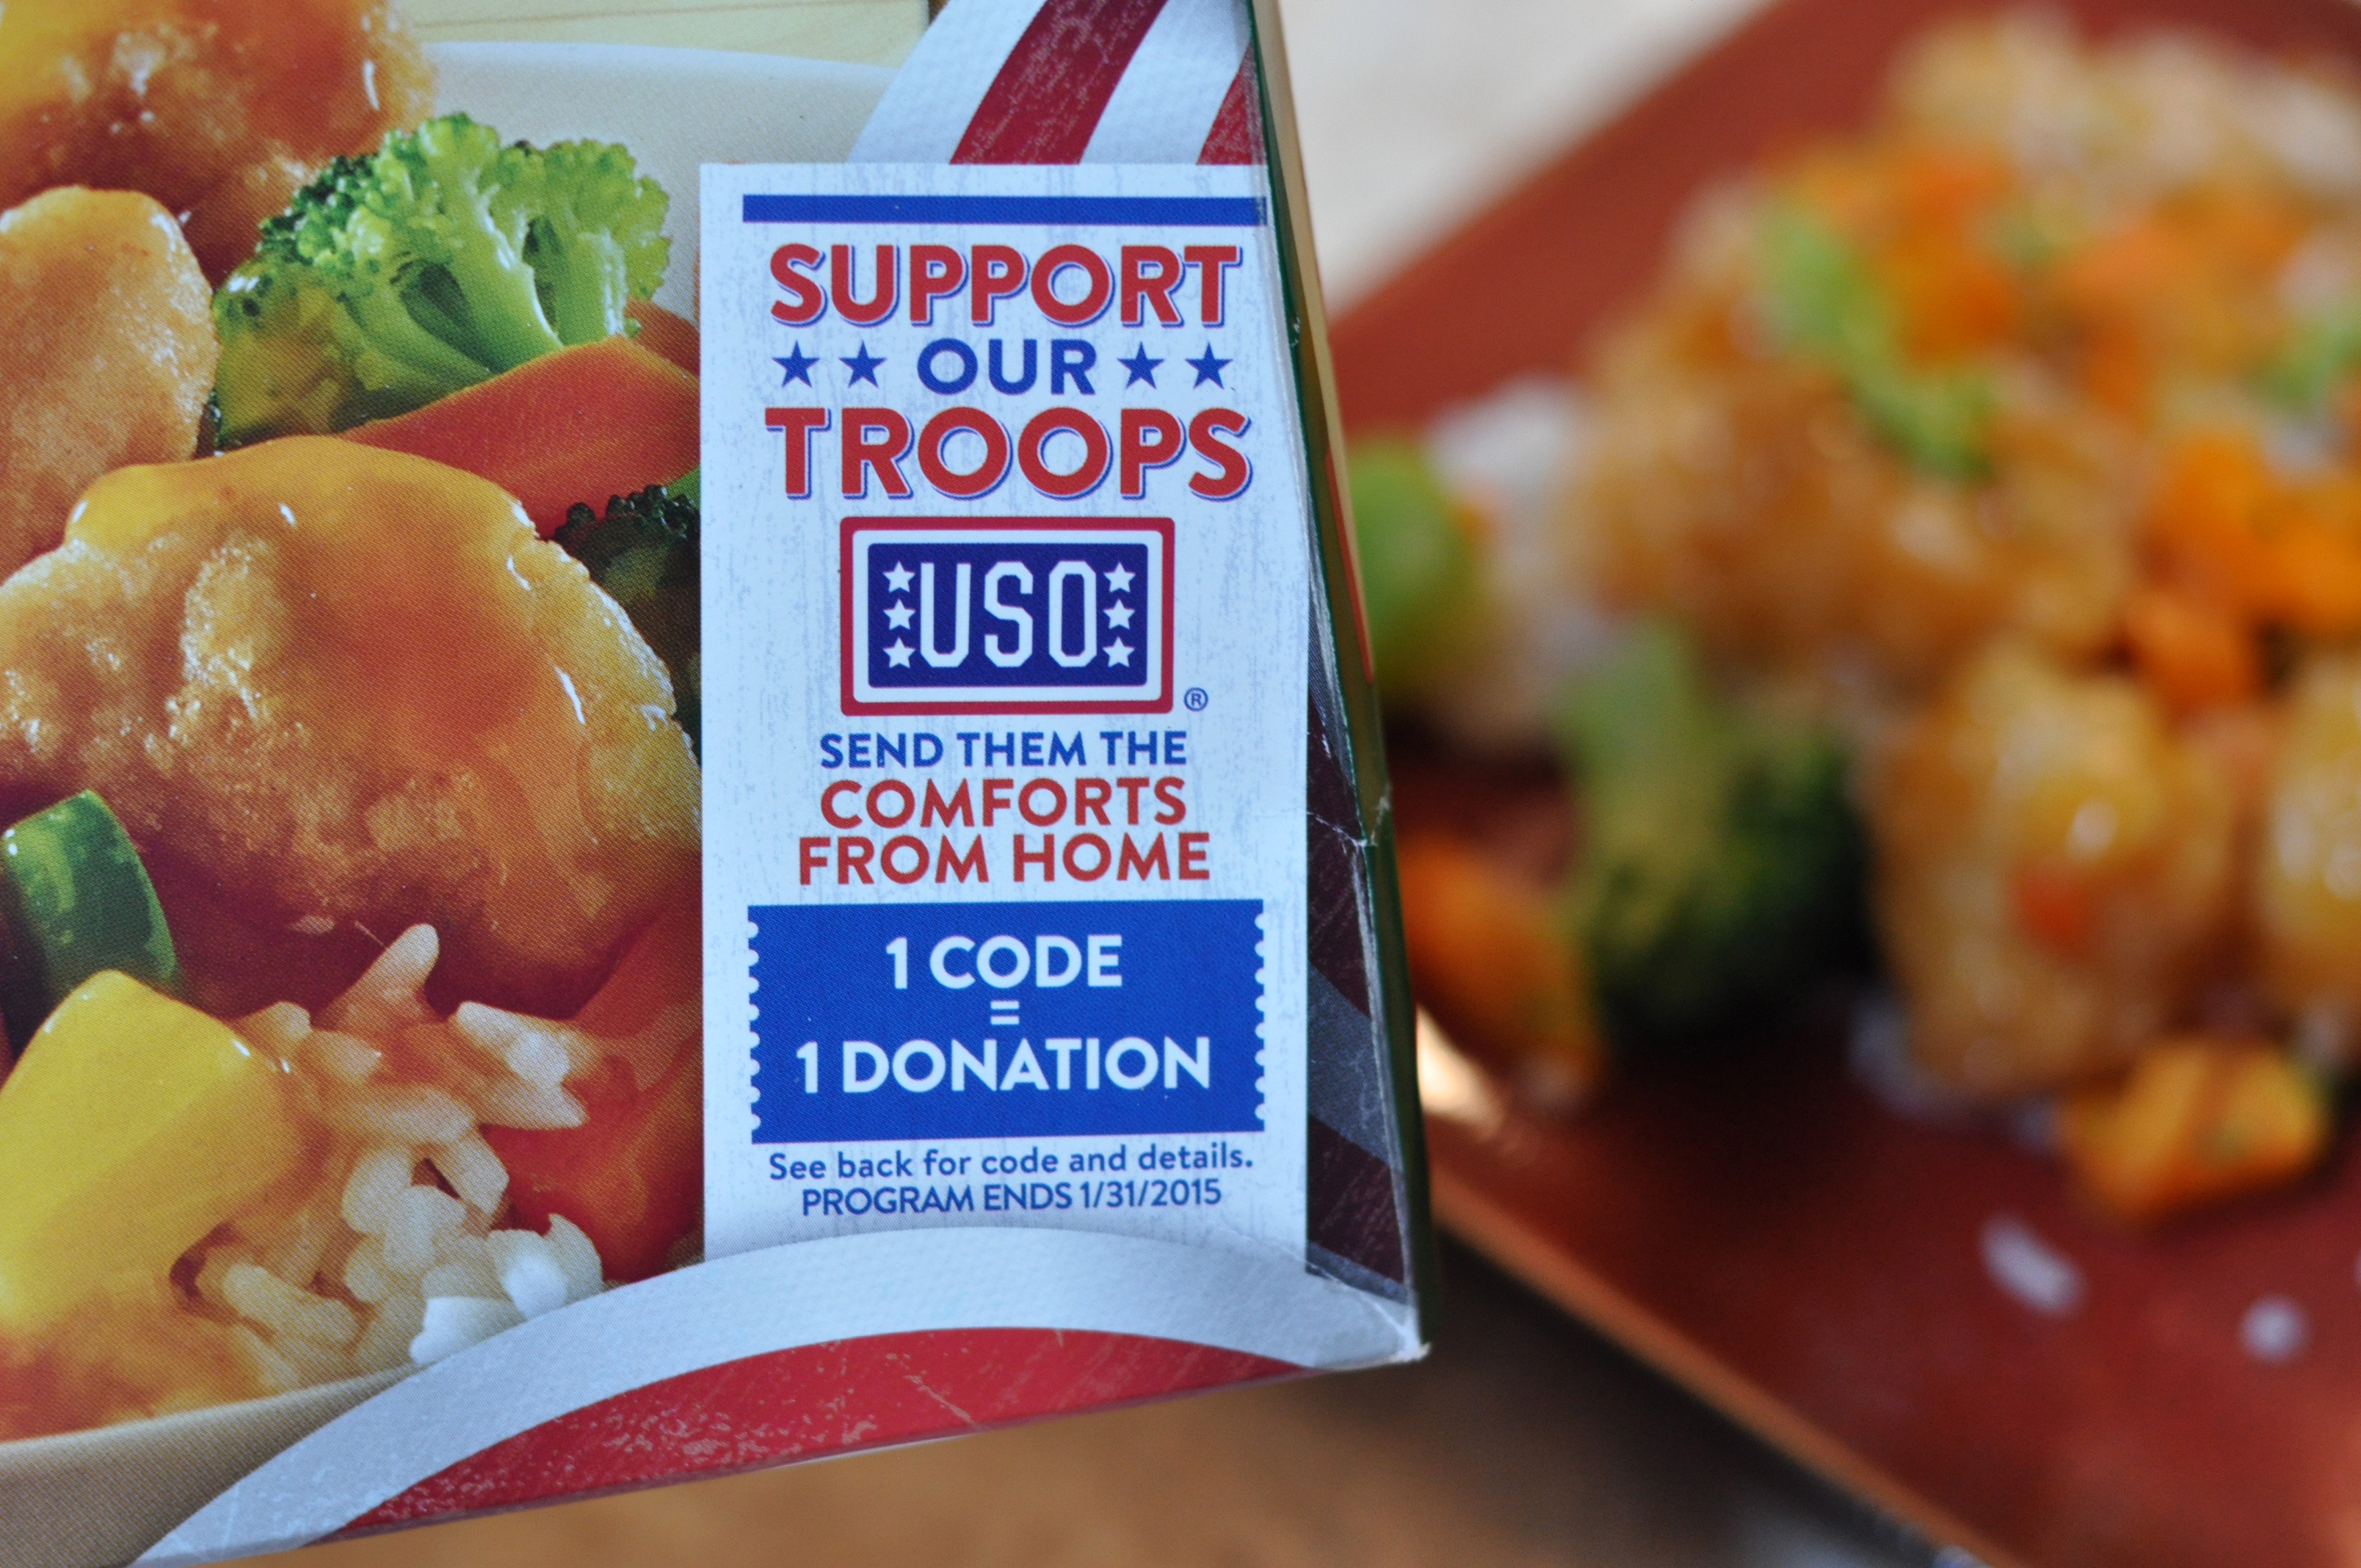 SUPPORT
OUR
TROOPS
USO
®
SEND THEM THE
COMFORTS
FROM HOME
1 CODE
=
1 DONATION
See back for code and details.
PROGRAM ENDS 1/31/2015